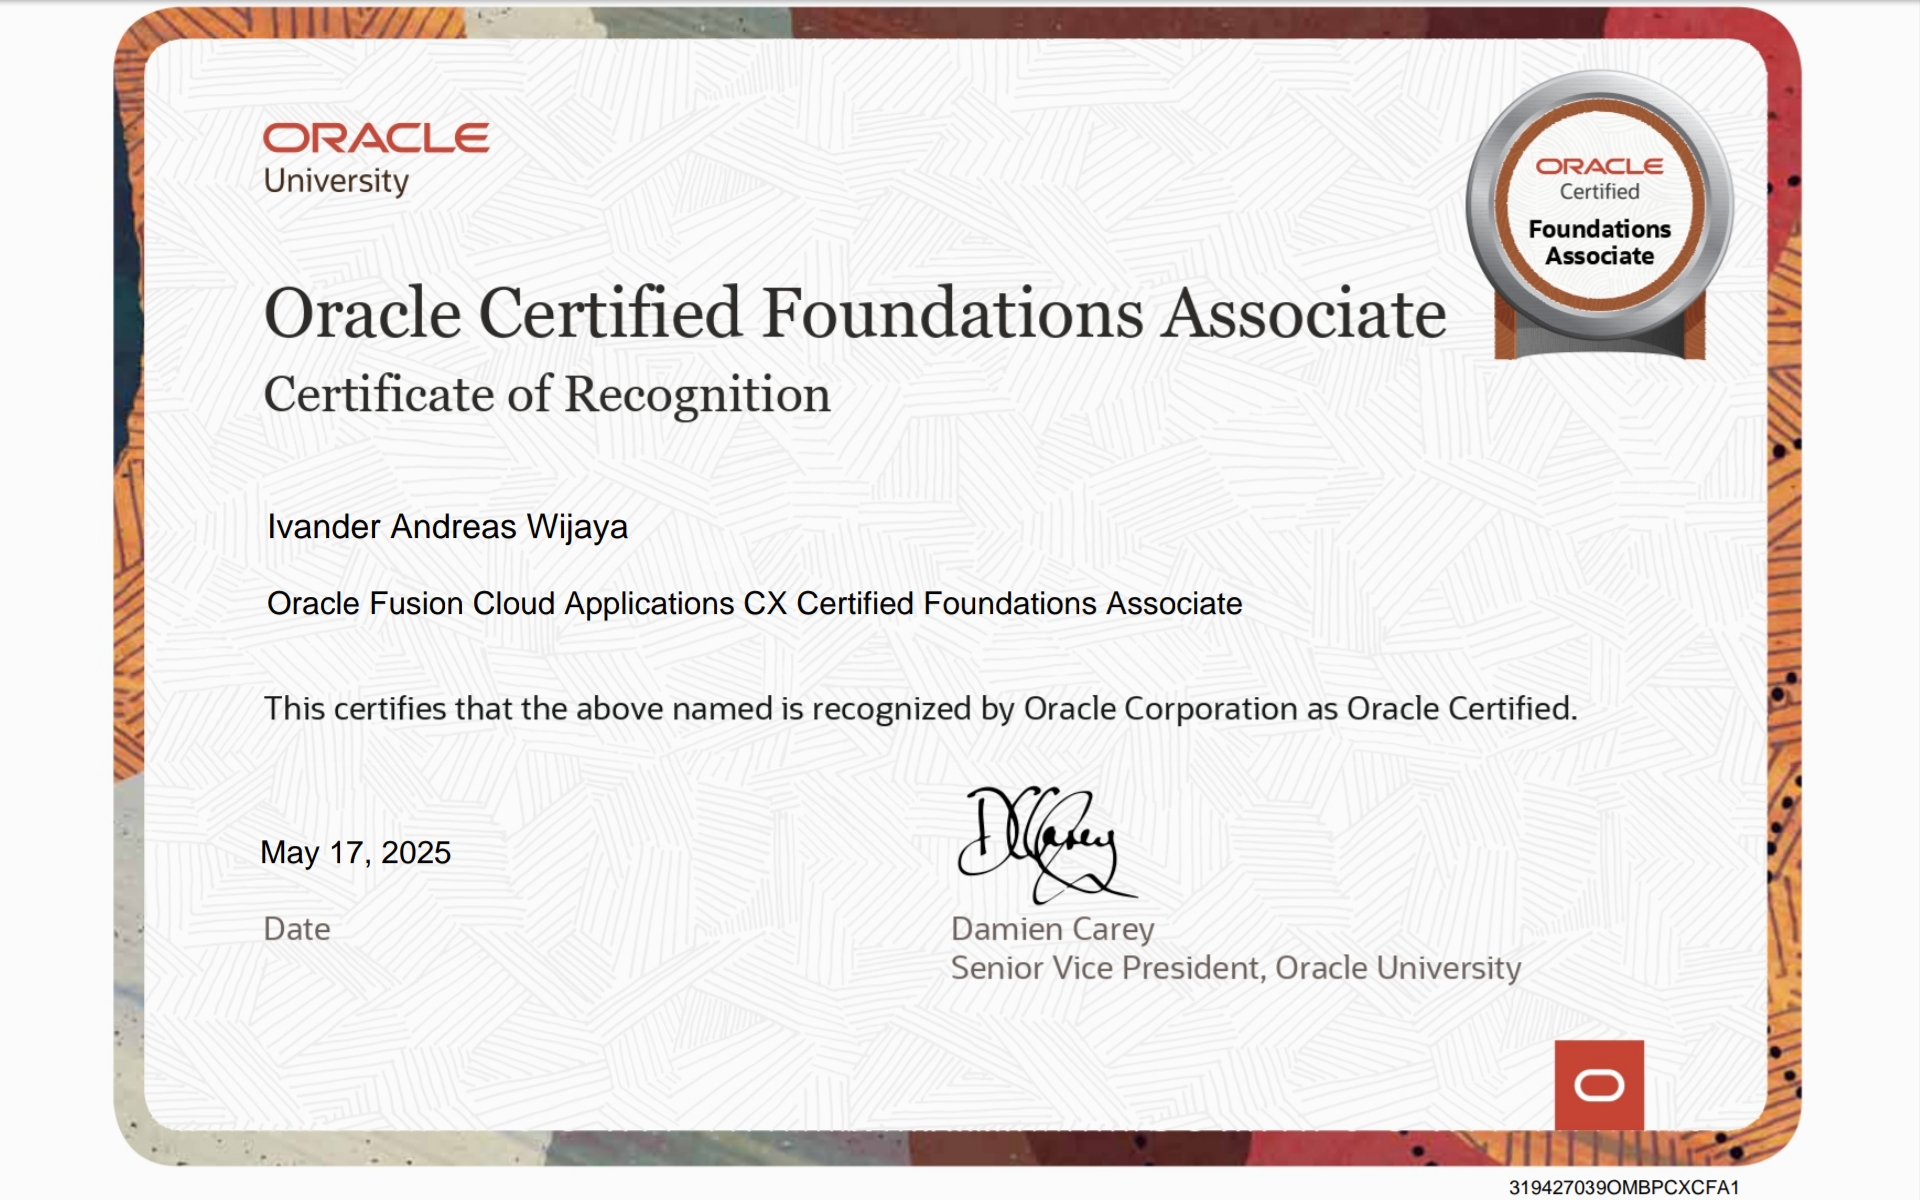 ORACLE
University
ORACLE
Certified
Foundations
Associate
Oracle Certified Foundations Associate
Certificate of Recognition
Ivander Andreas Wijaya
Oracle Fusion Cloud Applications CX Certified Foundations Associate
This certifies that the above named is recognized by Oracle Corporation as Oracle Certified.
May 17, 2025
Date
DCarey
Damien Carey
Senior Vice President, Oracle University
319427039OMBPCXCFA1